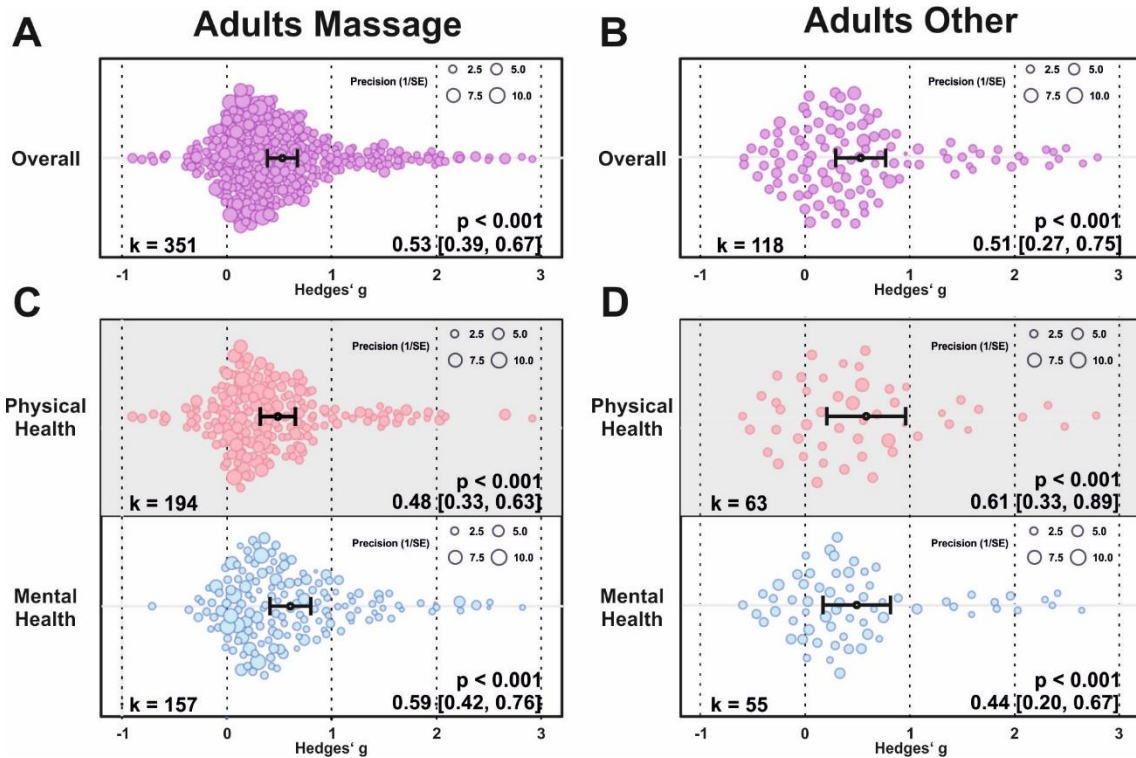 A
Adults Massage
Precision (1/SE)
2.5 5.0
7.5 10.0
Overall
p < 0.001
k = 351
0.53 [0.39, 0.67]
-1 0 1 2 3
Hedges‘ g
B
Adults Other
Precision (1/SE)
2.5 5.0
7.5 10.0
Overall
p < 0.001
k = 118
0.51 [0.27, 0.75]
-1 0 1 2 3
Hedges‘ g
C
Precision (1/SE)
2.5 5.0
7.5 10.0
Physical
Health
p < 0.001
k = 194
0.48 [0.33, 0.63]
Precision (1/SE)
2.5 5.0
7.5 10.0
Mental
Health
p < 0.001
k = 157
0.59 [0.42, 0.76]
-1 0 1 2 3
Hedges‘ g
D
Precision (1/SE)
2.5 5.0
7.5 10.0
Physical
Health
p < 0.001
k = 63
0.61 [0.33, 0.89]
Precision (1/SE)
2.5 5.0
7.5 10.0
Mental
Health
p < 0.001
k = 55
0.44 [0.20, 0.67]
-1 0 1 2 3
Hedges‘ g